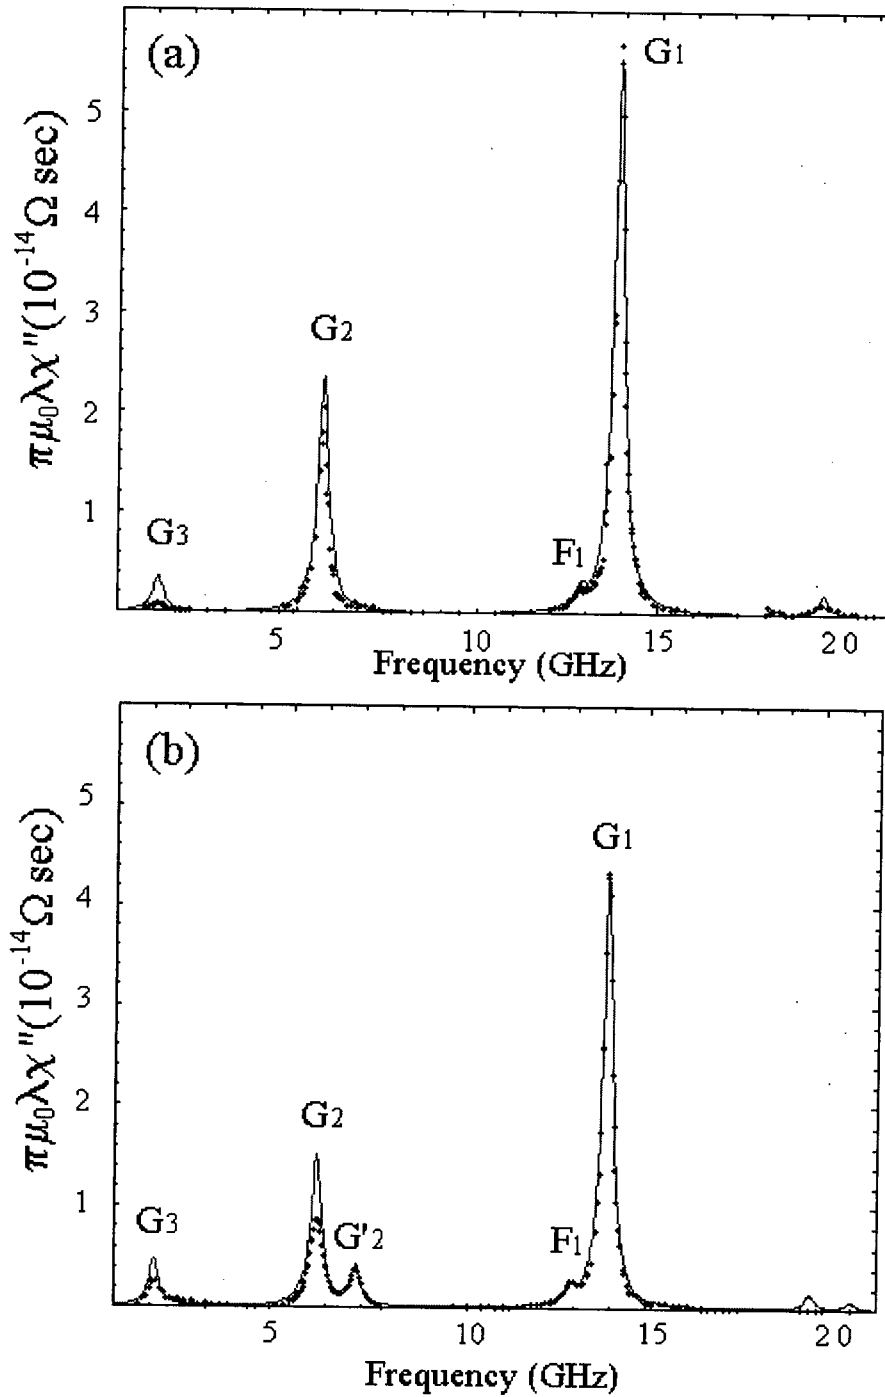 (a)
G1
5
4
3
2
1
G2
G3
F1
πμ₀λχ"(10⁻¹⁴Ω sec)
5 10 15 20
Frequency (GHz)
(b)
G1
5
4
3
2
1
G2
G'2
G3
F1
πμ₀λχ"(10⁻¹⁴Ω sec)
5 10 15 20
Frequency (GHz)